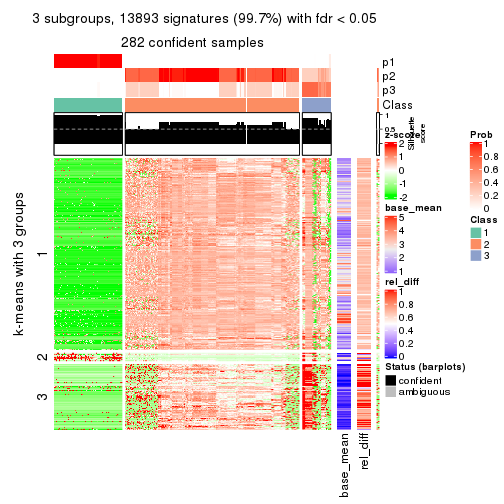 3 subgroups, 13893 signatures (99.7%) with fdr < 0.05
282 confident samples
p1
p2
p3
Class
1
0.5
0
Silhouette
score
k-means with 3 groups
1
2
3
base_mean
rel_diff
z-score
2
1
0
-1
-2
base_mean
5
4
3
2
1
rel_diff
1
0.8
0.6
0.4
0.2
0
Status (barplots)
confident
ambiguous
Prob
1
0.8
0.6
0.4
0.2
0
Class
1
2
3